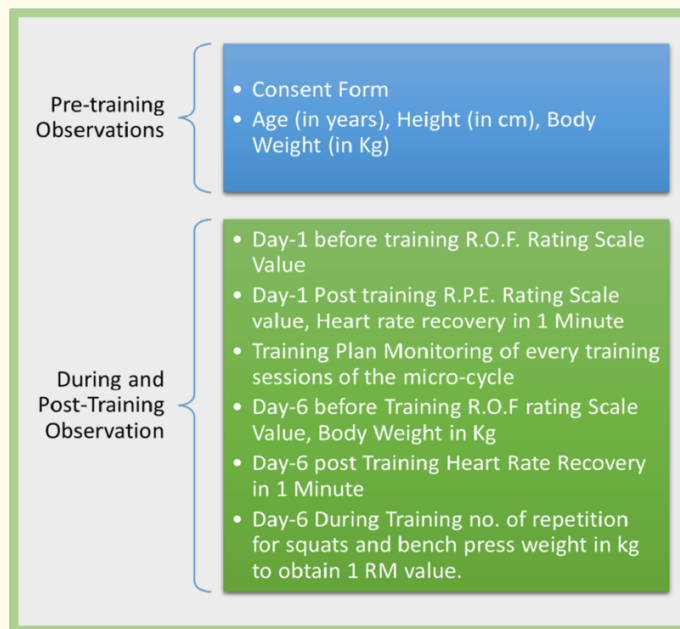 Pre-training
Observations
• Consent Form
• Age (in years), Height (in cm), Body
Weight (in Kg)
During and
Post-Training
Observation
• Day-1 before training R.O.F. Rating Scale
Value
• Day-1 Post training R.P.E. Rating Scale
value, Heart rate recovery in 1 Minute
• Training Plan Monitoring of every training
sessions of the micro-cycle
• Day-6 before Training R.O.F rating Scale
Value, Body Weight in Kg
• Day-6 post Training Heart Rate Recovery
in 1 Minute
• Day-6 During Training no. of repetition
for squats and bench press weight in kg
to obtain 1 RM value.